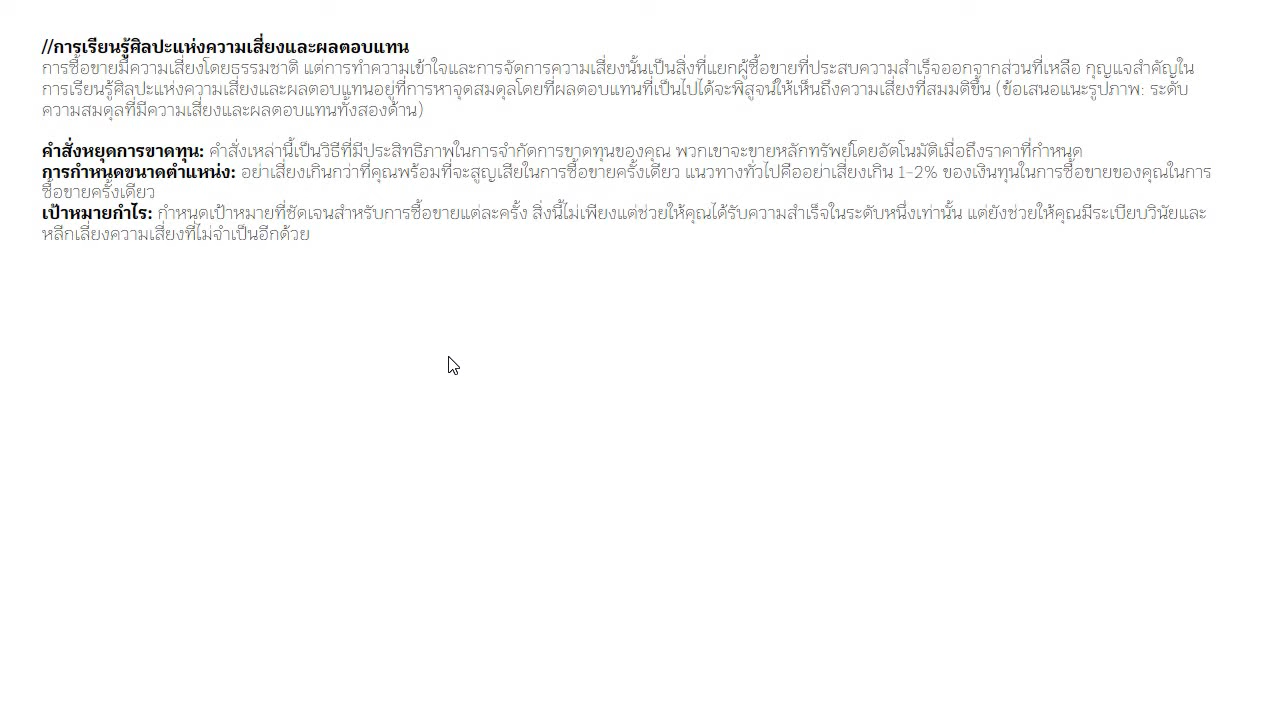 //การเรียนรู้ศิลปะแห่งความเสี่ยงและผลตอบแทน
การซื้อขายมีความเสี่ยงโดยธรรมชาติ แต่การทำความเข้าใจและการจัดการความเสี่ยงนั้นเป็นสิ่งที่แยกผู้ซื้อขายที่ประสบความสำเร็จออกจากส่วนที่เหลือ กุญแจสำคัญใน
การเรียนรู้ศิลปะแห่งความเสี่ยงและผลตอบแทนอยู่ที่การหาจุดสมดุลโดยที่ผลตอบแทนที่เป็นไปได้จะพิสูจน์ให้เห็นถึงความเสี่ยงที่สมมติขึ้น (ข้อเสนอแนะรูปภาพ: ระดับ
ความสมดุลที่มีความเสี่ยงและผลตอบแทนทั้งสองด้าน)
คำสั่งหยุดการขาดทุน: คำสั่งเหล่านี้เป็นวิธีที่มีประสิทธิภาพในการจำกัดการขาดทุนของคุณ พวกเขาจะขายหลักทรัพย์โดยอัตโนมัติเมื่อถึงราคาที่กำหนด
การกำหนดขนาดตำแหน่ง: อย่าเสี่ยงเกินกว่าที่คุณพร้อมที่จะสูญเสียในการซื้อขายครั้งเดียว แนวทางทั่วไปคืออย่าเสี่ยงเกิน 1-2% ของเงินทุนในการซื้อขายของคุณในการ
ซื้อขายครั้งเดียว
เป้าหมายกำไร: กำหนดเป้าหมายที่ชัดเจนสำหรับการซื้อขายแต่ละครั้ง สิ่งนี้ไม่เพียงแต่ช่วยให้คุณได้รับความสำเร็จในระดับหนึ่งเท่านั้น แต่ยังช่วยให้คุณมีระเบียบวินัยและ
หลีกเลี่ยงความเสี่ยงที่ไม่จำเป็นอีกด้วย